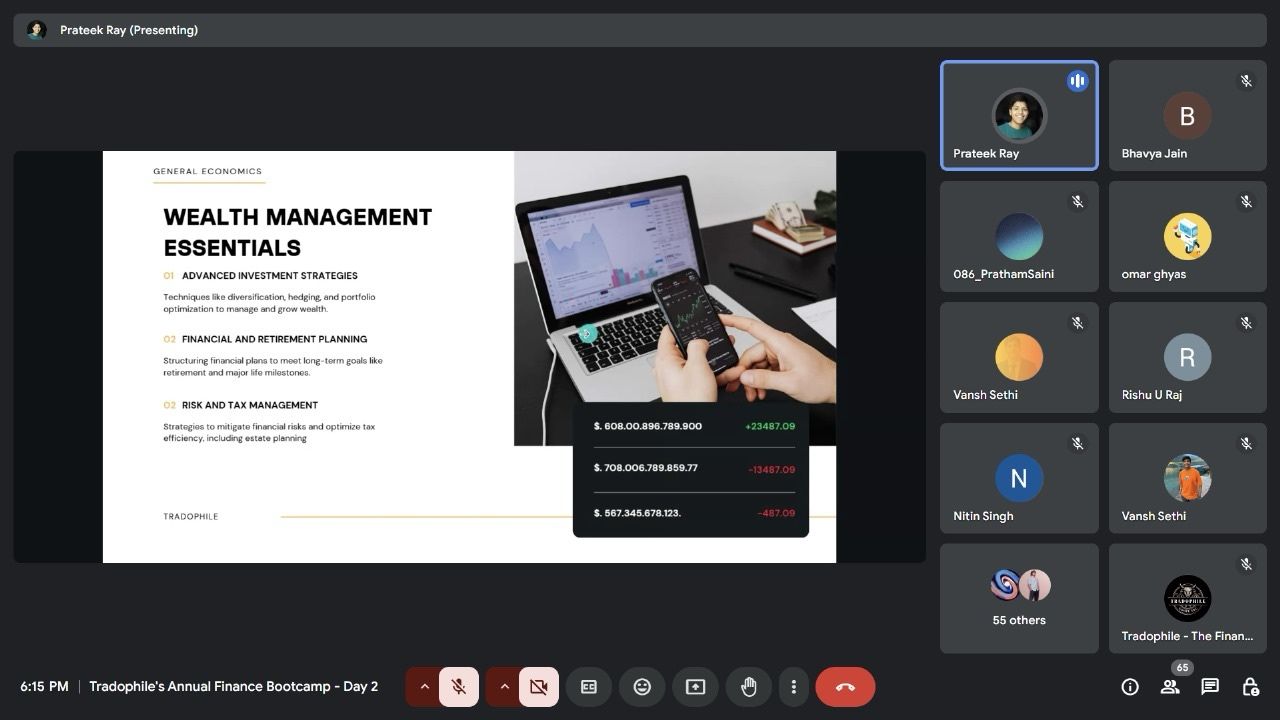 Prateek Ray (Presenting)
GENERAL ECONOMICS
WEALTH MANAGEMENT
ESSENTIALS
01 ADVANCED INVESTMENT STRATEGIES
Techniques like diversification, hedging, and portfolio
optimization to manage and grow wealth.
02 FINANCIAL AND RETIREMENT PLANNING
Structuring financial plans to meet long-term goals like
retirement and major life milestones.
02 RISK AND TAX MANAGEMENT
Strategies to mitigate financial risks and optimize tax
efficiency, including estate planning
$. 608.00.896.789.900 +23487.09
$. 708.006.789.859.77 -13487.09
$. 567.345.678.123. -487.09
TRADOPHILE
Prateek Ray
B
Bhavya Jain
086_PrathamSaini
omar ghyas
Vansh Sethi
R
Rishu U Raj
N
Nitin Singh
Vansh Sethi
55 others
TRADOPHILE
Tradophile - The Finan...
6:15 PM | Tradophile's Annual Finance Bootcamp - Day 2
65